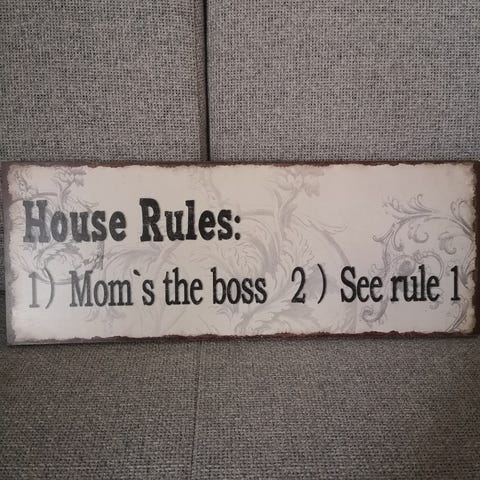 House Rules:
1) Mom`s the boss 2) See rule 1